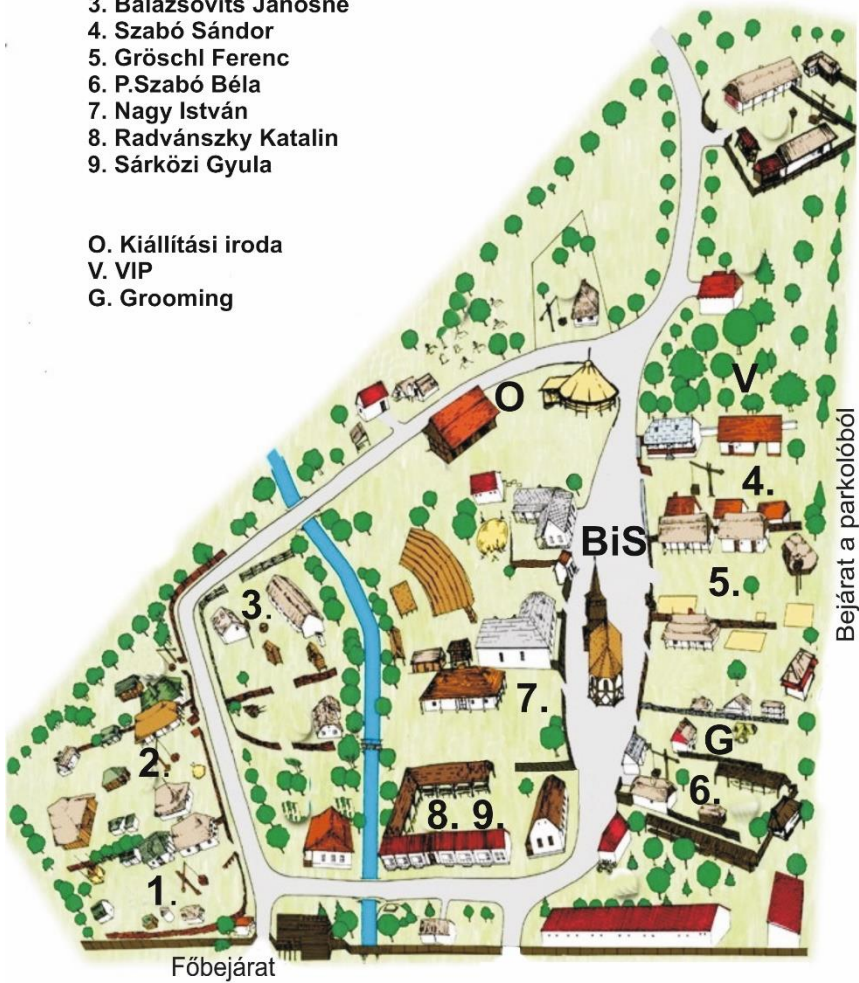 3. Balázsovits Jánosné
4. Szabó Sándor
5. Gröschl Ferenc
6. P.Szabó Béla
7. Nagy István
8. Radvánszky Katalin
9. Sárközi Gyula
O. Kiállítási iroda
V. VIP
G. Grooming
O
V
4.
BiS
5.
3.
7.
G
2.
6.
8. 9.
1.
Bejárat a parkolóból
Főbejárat